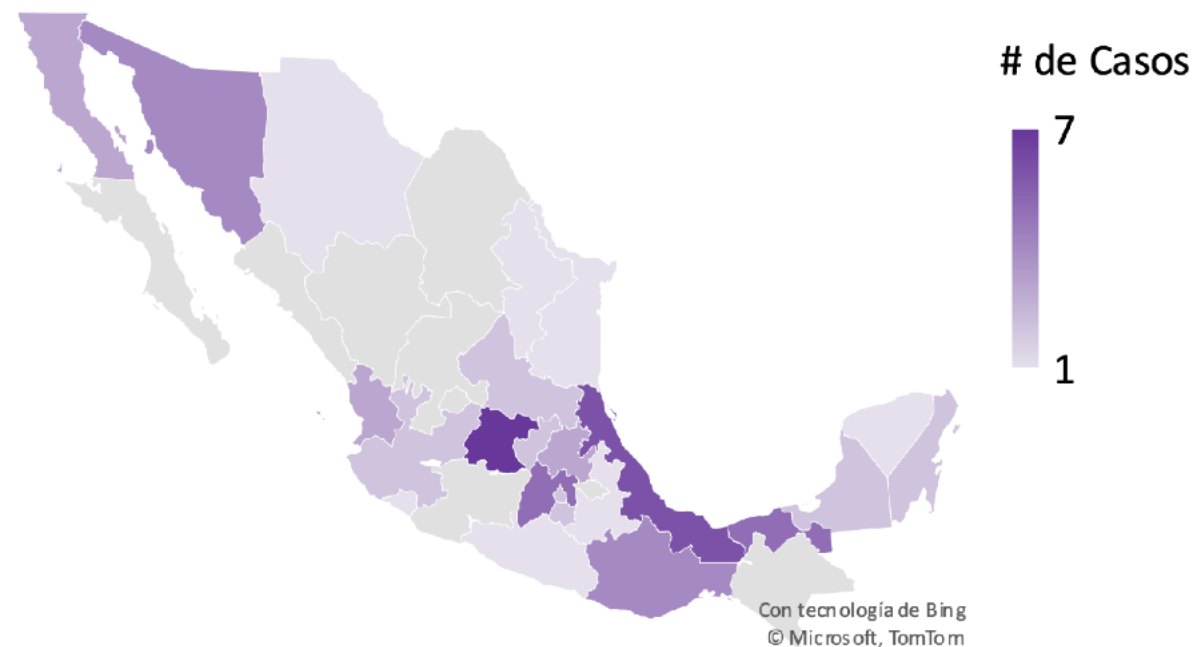 # de Casos
7
1
Con tecnología de Bing
© Microsoft, TomTom